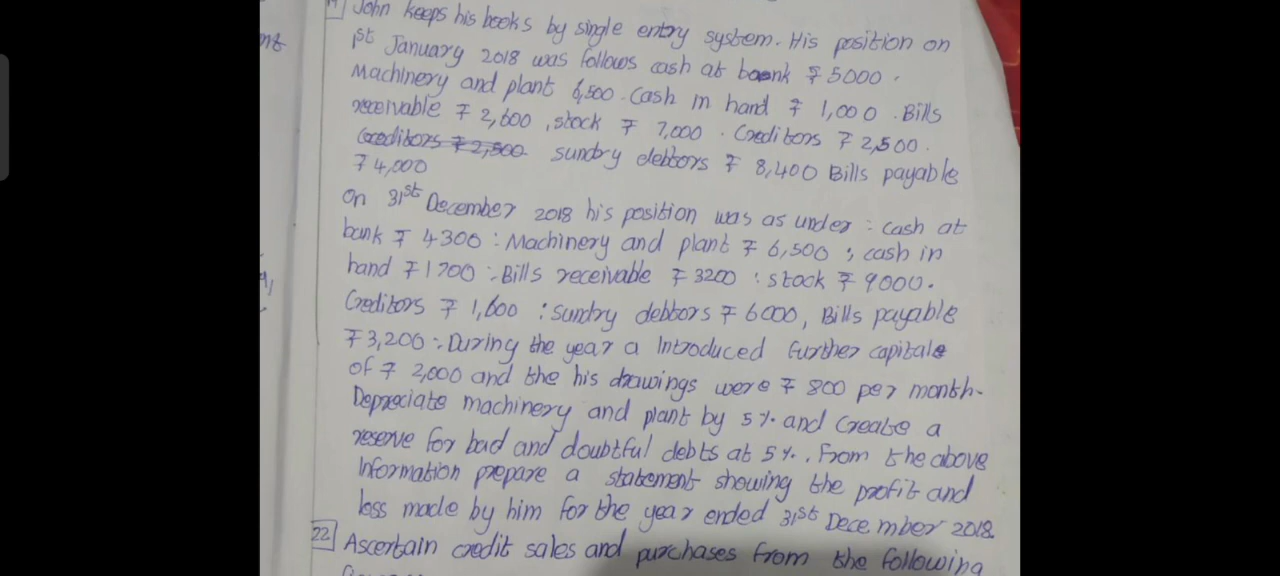 John keeps his books by single entry system. His position on
1st January 2018 was follows cash at bank ₹ 5000.
Machinery and plant 6,500. Cash in hand ₹ 1,000. Bills
receivable ₹ 2,600, stock ₹ 7,000. Creditors ₹ 2,500.
Creditors ₹ 2,500. sundry debtors ₹ 8,400 Bills payable
₹ 4,000
On 31st December 2018 his position was as under : cash at
bank ₹ 4300 : Machinery and plant ₹ 6,500 ; cash in
hand ₹ 1700 : Bills receivable ₹ 3200 : stock ₹ 9000.
Creditors ₹ 1,600 : sundry debtors ₹ 6000, Bills payable
₹ 3,200 : During the year a Introduced further capital
of ₹ 2,000 and the his drawings were ₹ 800 per month.
Depreciate machinery and plant by 5% and create a
reserve for bad and doubtful debts at 5%. From the above
Information prepare a statement showing the profit and
loss made by him for the year ended 31st December 2018.
22 Ascertain credit sales and purchases from the following